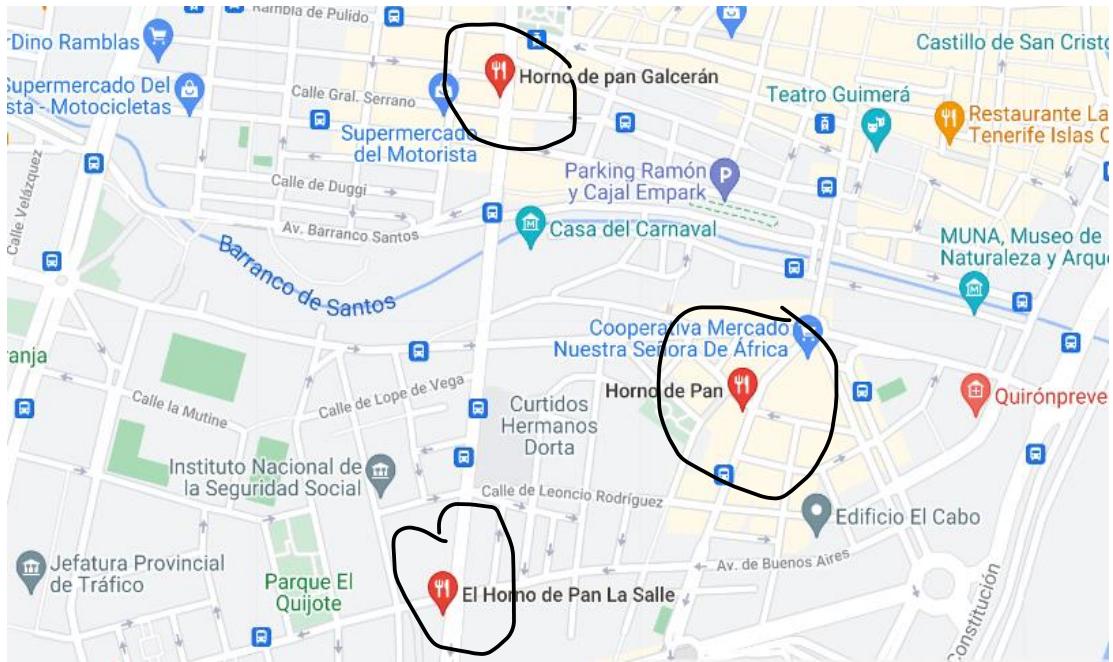 Rambla de Pulido
rDino Ramblas
Castillo de San Cristo
Horno de pan Galcerán
Supermercado Del
sta - Motocicletas
Calle Gral. Serrano
Teatro Guimerá
Restaurante La
Tenerife Islas C
Supermercado
del Motorista
Parking Ramón
y Cajal Empark
Calle Velázquez
Calle de Duggi
Av. Barranco Santos
Casa del Carnaval
MUNA, Museo de
Naturaleza y Arque
Barranco de Santos
Cooperativa Mercado
Nuestra Señora De África
ranja
Horno de Pan
Quirónpreve
Calle de Lope de Vega
Calle la Mutine
Curtidos
Hermanos
Dorta
Instituto Nacional de
la Seguridad Social
Calle de Leoncio Rodríguez
Edificio El Cabo
Jefatura Provincial
de Tráfico
Av. de Buenos Aires
Parque El
Quijote
El Horno de Pan La Salle
Constitución